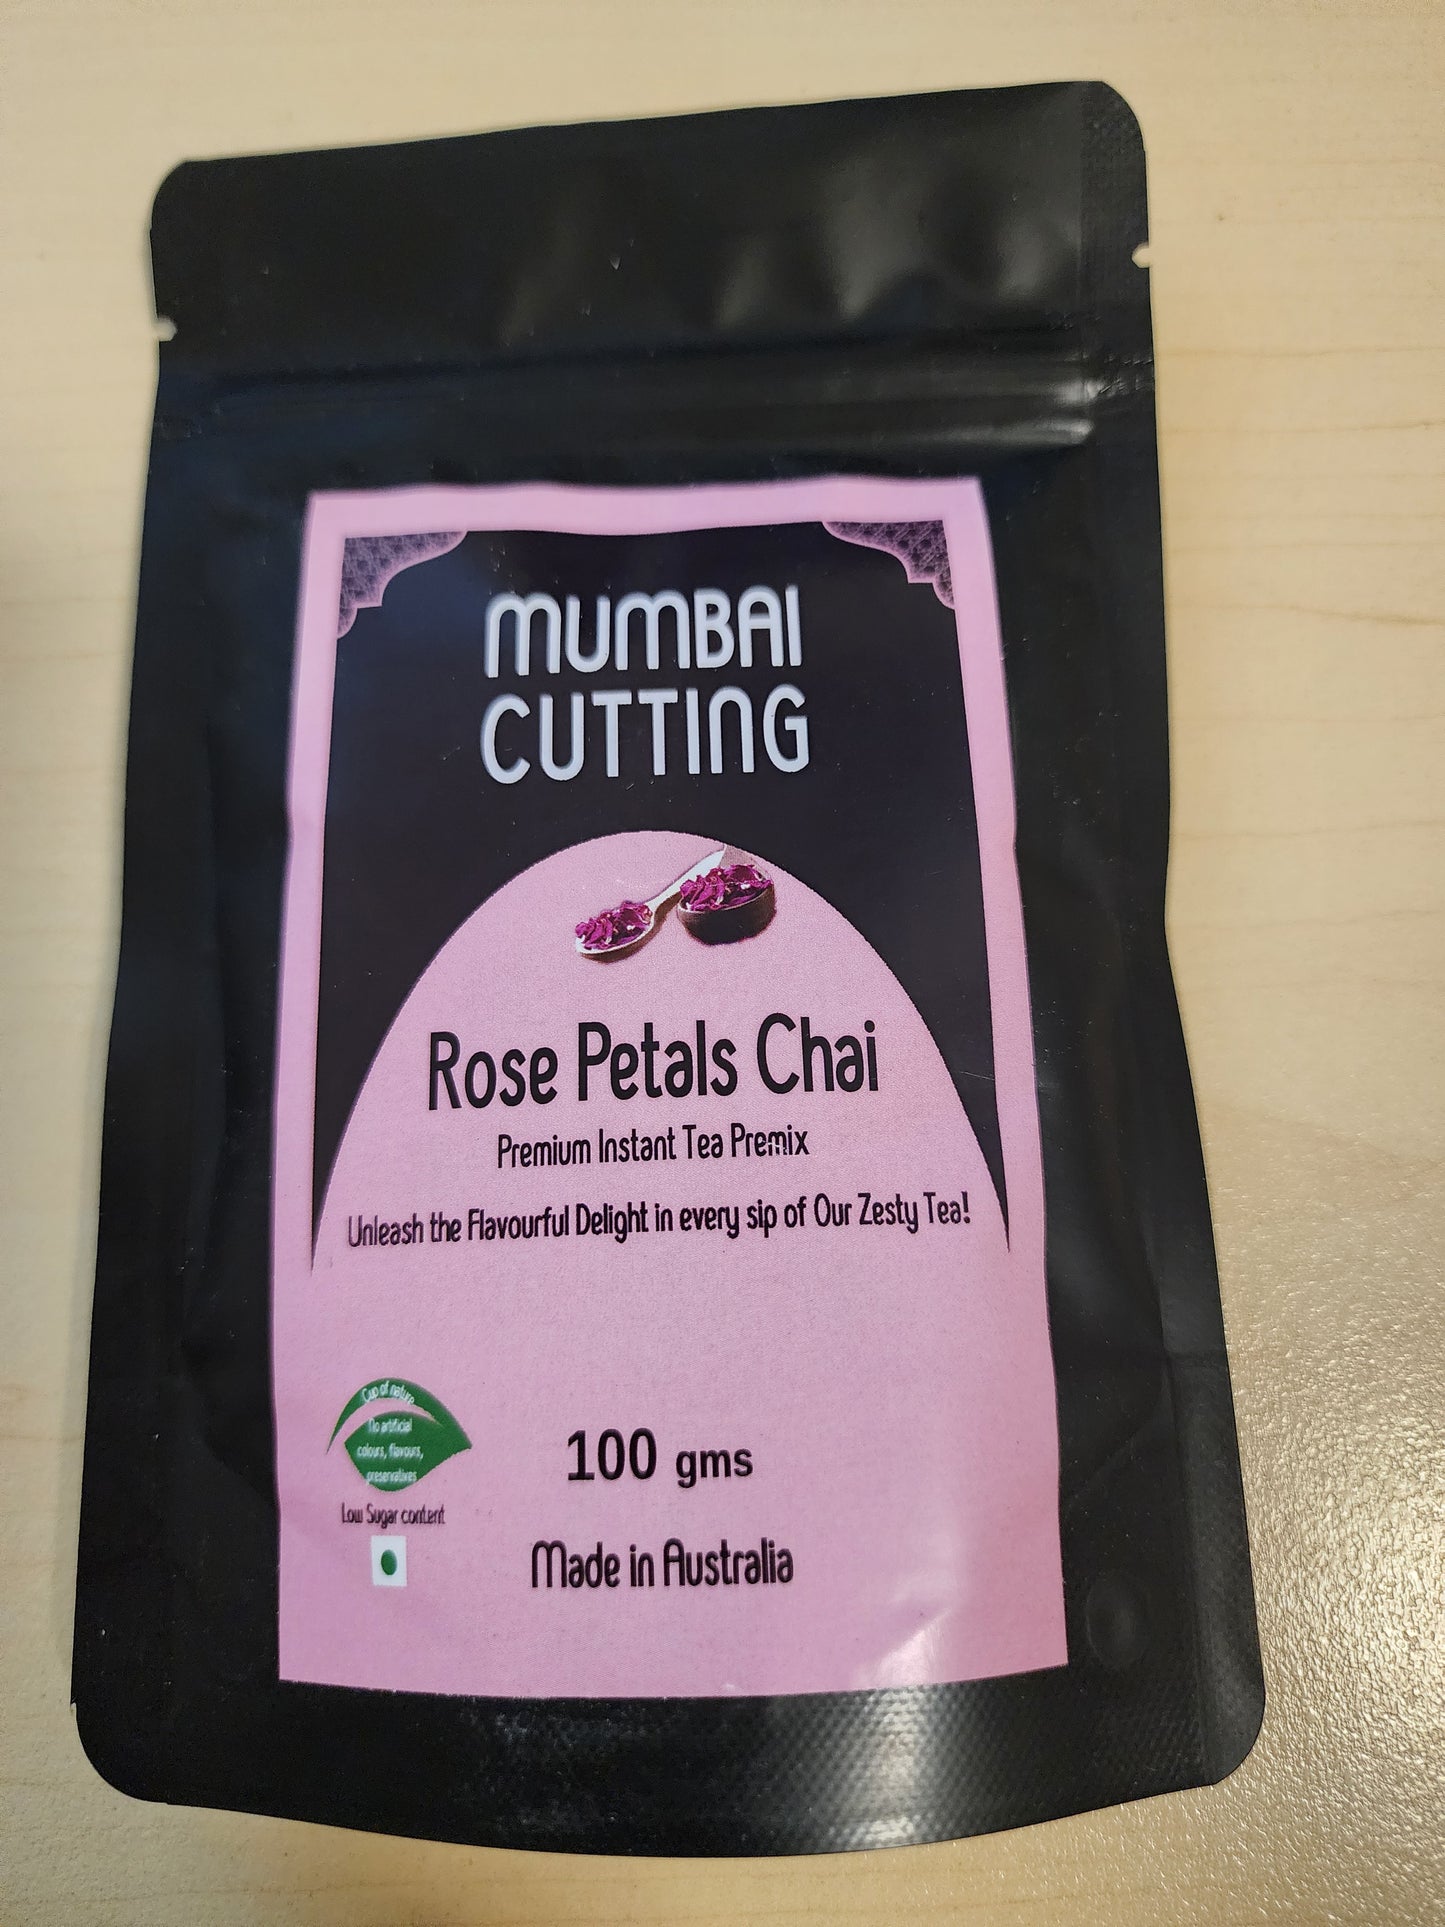 MUMBAI
CUTTING
Rose Petals Chai
Premium Instant Tea Premix
Unleash the Flavourful Delight in every sip of Our Zesty Tea!
Cup of nature
No artificial
colours, flavours,
preservatives
Low Sugar content
100 gms
Made in Australia